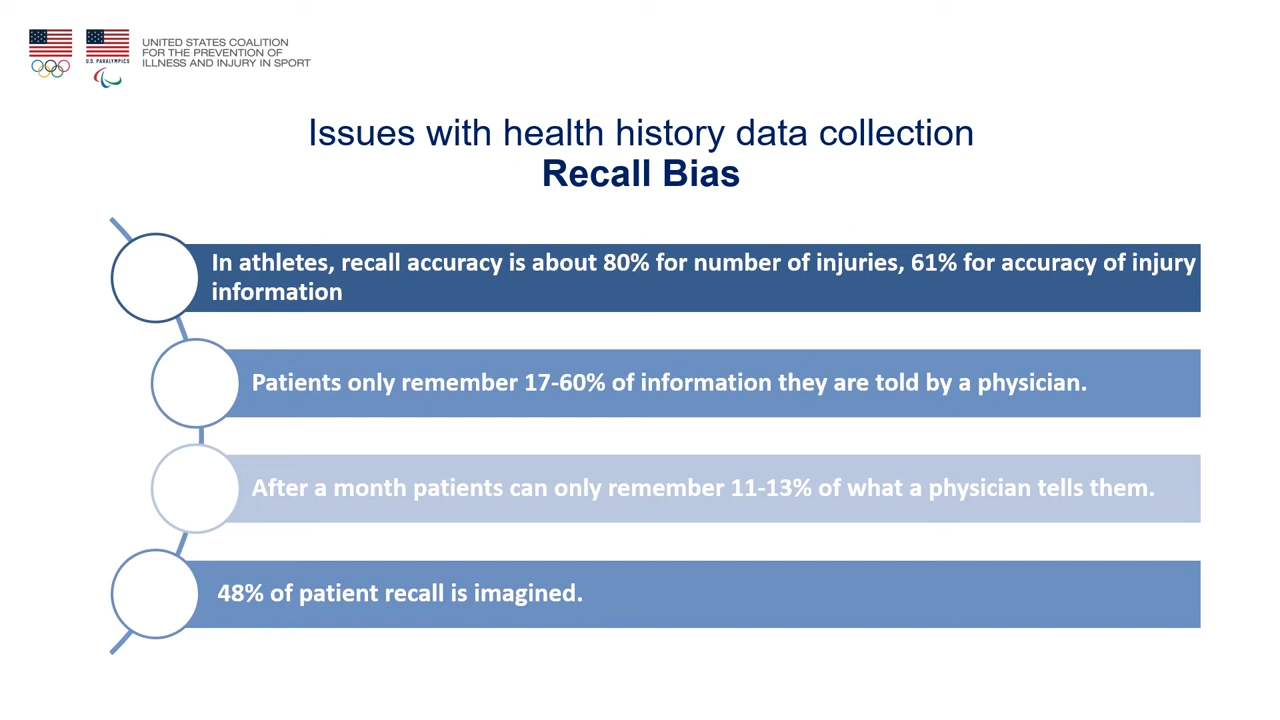 UNITED STATES COALITION
FOR THE PREVENTION OF
ILLNESS AND INJURY IN SPORT
U.S. PARALYMPICS
Issues with health history data collection
Recall Bias
In athletes, recall accuracy is about 80% for number of injuries, 61% for accuracy of injury
information
Patients only remember 17-60% of information they are told by a physician.
After a month patients can only remember 11-13% of what a physician tells them.
48% of patient recall is imagined.